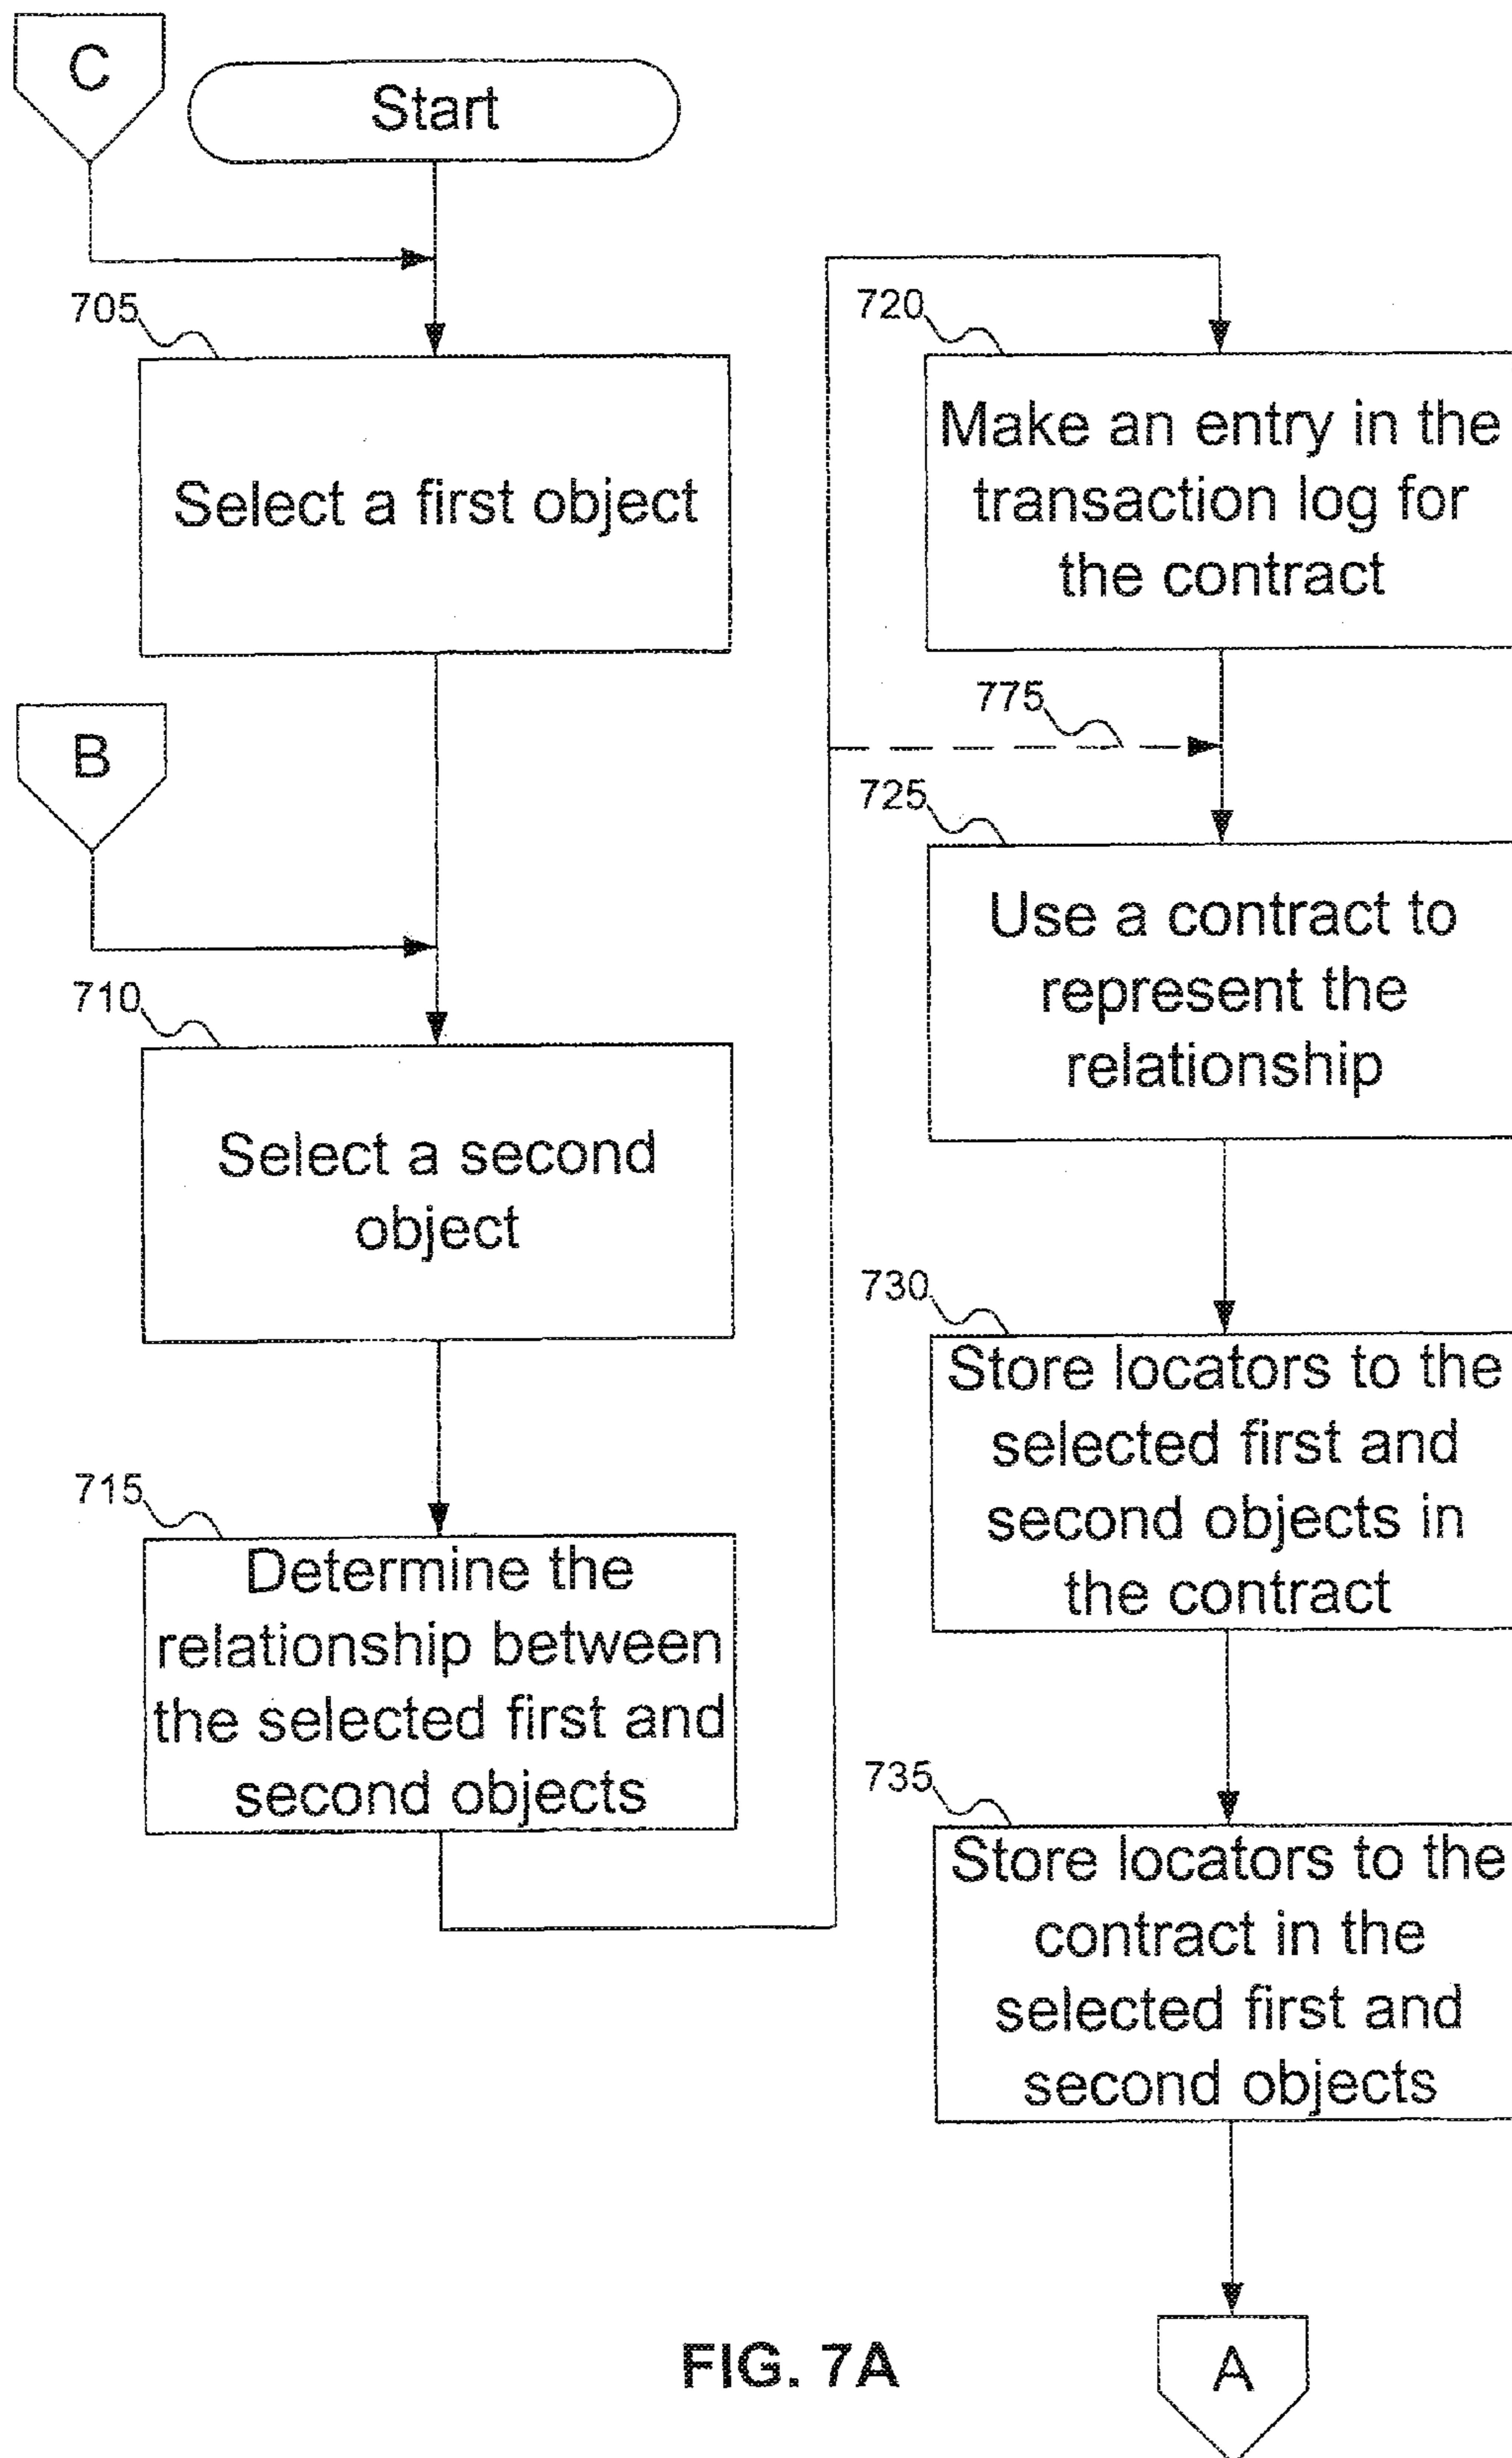 C
Start
705
Select a first object
B
710
Select a second
object
715
Determine the
relationship between
the selected first and
second objects
720
Make an entry in the
transaction log for
the contract
775
725
Use a contract to
represent the
relationship
730
Store locators to the
selected first and
second objects in
the contract
735
Store locators to the
contract in the
selected first and
second objects
A
FIG. 7A